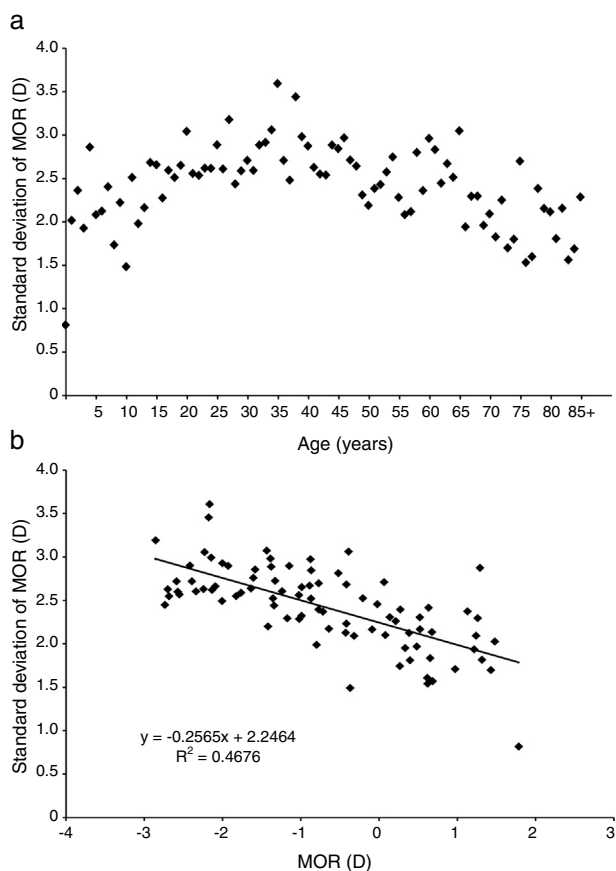 a
Standard deviation of MOR (D)
4.0
3.5
3.0
2.5
2.0
1.5
1.0
0.5
0
5 10 15 20 25 30 35 40 45 50 55 60 65 70 75 80 85+
Age (years)
b
Standard deviation of MOR (D)
4.0
3.5
3.0
2.5
2.0
1.5
1.0
0.5
0
y = -0.2565x + 2.2464
R² = 0.4676
-4 -3 -2 -1 0 1 2 3
MOR (D)